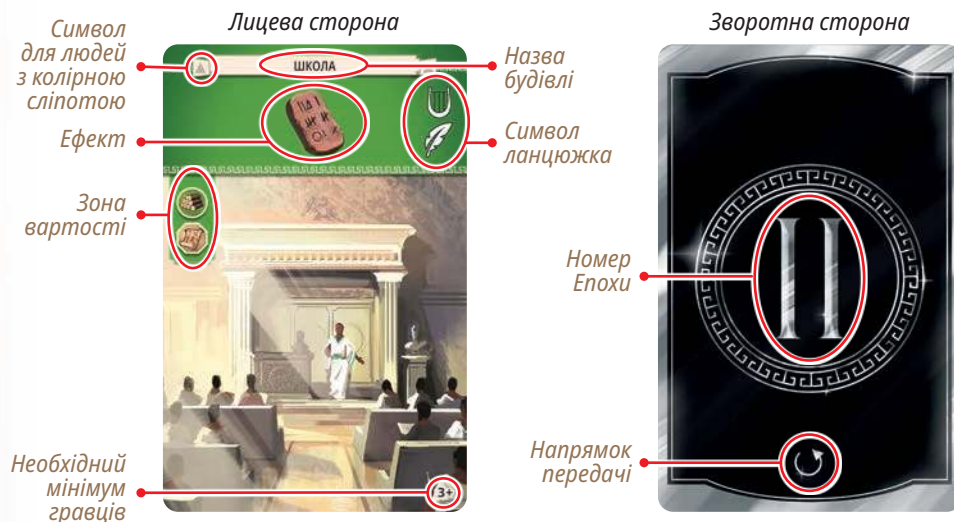 Лицева сторона
Зворотна сторона
Символ
для людей
з колірною
сліпотою
ШКОЛА
Назва
будівлі
Ефект
Символ
ланцюжка
Зона
вартості
Номер
Епохи
II
Необхідний
мінімум
гравців
3+
Напрямок
передачі